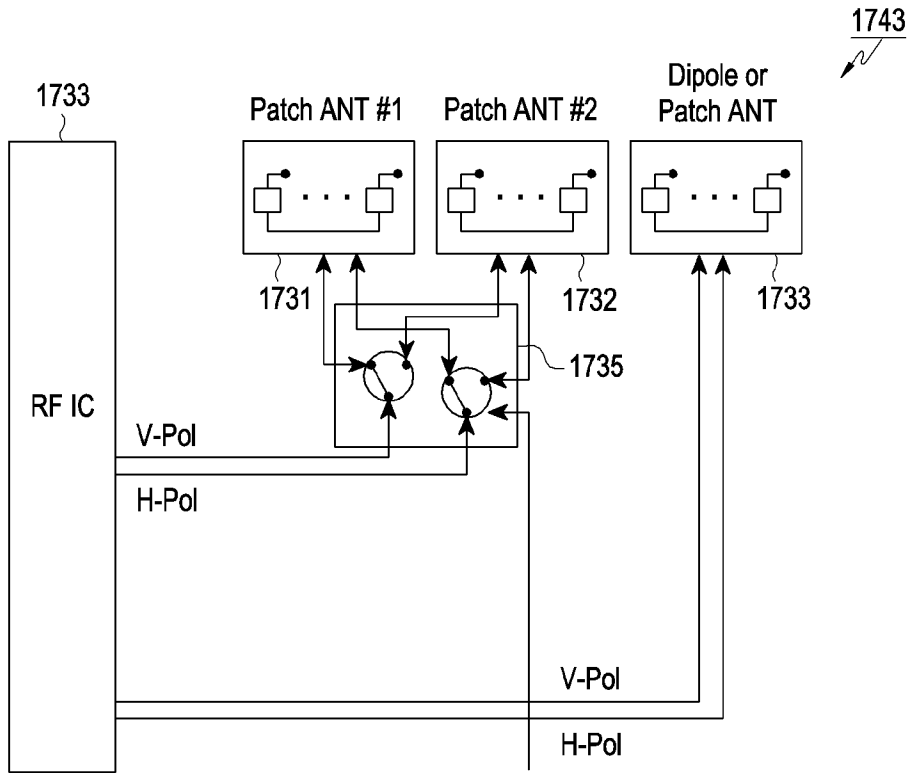 1743
1733
Patch ANT #1
Patch ANT #2
Dipole or
Patch ANT
1731
1732
1733
1735
RF IC
V-Pol
H-Pol
V-Pol
H-Pol